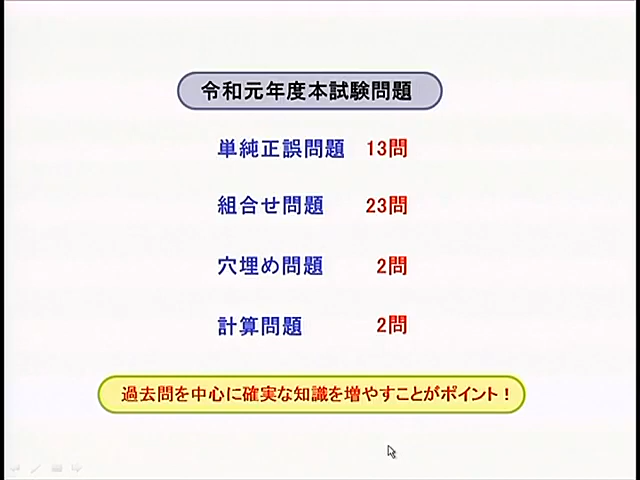 令和元年度本試験問題
単純正誤問題 13問
組合せ問題 23問
穴埋め問題 2問
計算問題 2問
過去問を中心に確実な知識を増やすことがポイント！